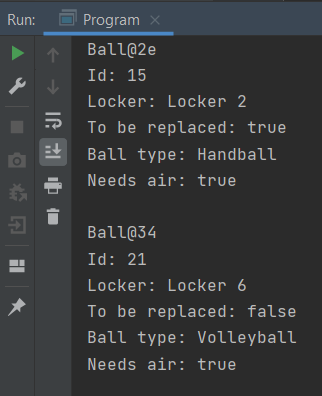 Run: Program
Ball@2e
Id: 15
Locker: Locker 2
To be replaced: true
Ball type: Handball
Needs air: true
Ball@34
Id: 21
Locker: Locker 6
To be replaced: false
Ball type: Volleyball
Needs air: true